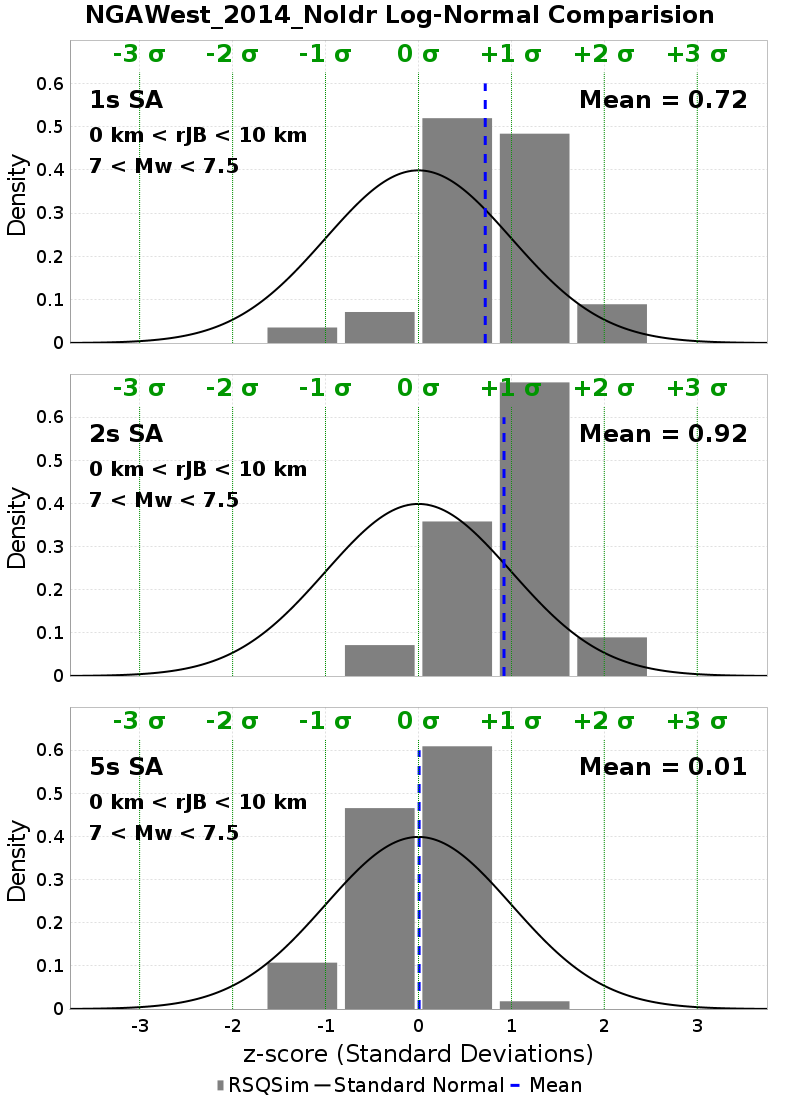 NGAWest_2014_NoIdr Log-Normal Comparision
-3 σ -2 σ -1 σ 0 σ +1 σ +2 σ +3 σ
1s SA
Mean = 0.72
0 km < rJB < 10 km
7 < Mw < 7.5
0.6
0.5
0.4
0.3
0.2
0.1
0
Density
-3 σ -2 σ -1 σ 0 σ +1 σ +2 σ +3 σ
2s SA
Mean = 0.92
0 km < rJB < 10 km
7 < Mw < 7.5
0.6
0.5
0.4
0.3
0.2
0.1
0
Density
-3 σ -2 σ -1 σ 0 σ +1 σ +2 σ +3 σ
5s SA
Mean = 0.01
0 km < rJB < 10 km
7 < Mw < 7.5
0.6
0.5
0.4
0.3
0.2
0.1
0
Density
-3 -2 -1 0 1 2 3
z-score (Standard Deviations)
RSQSim Standard Normal Mean